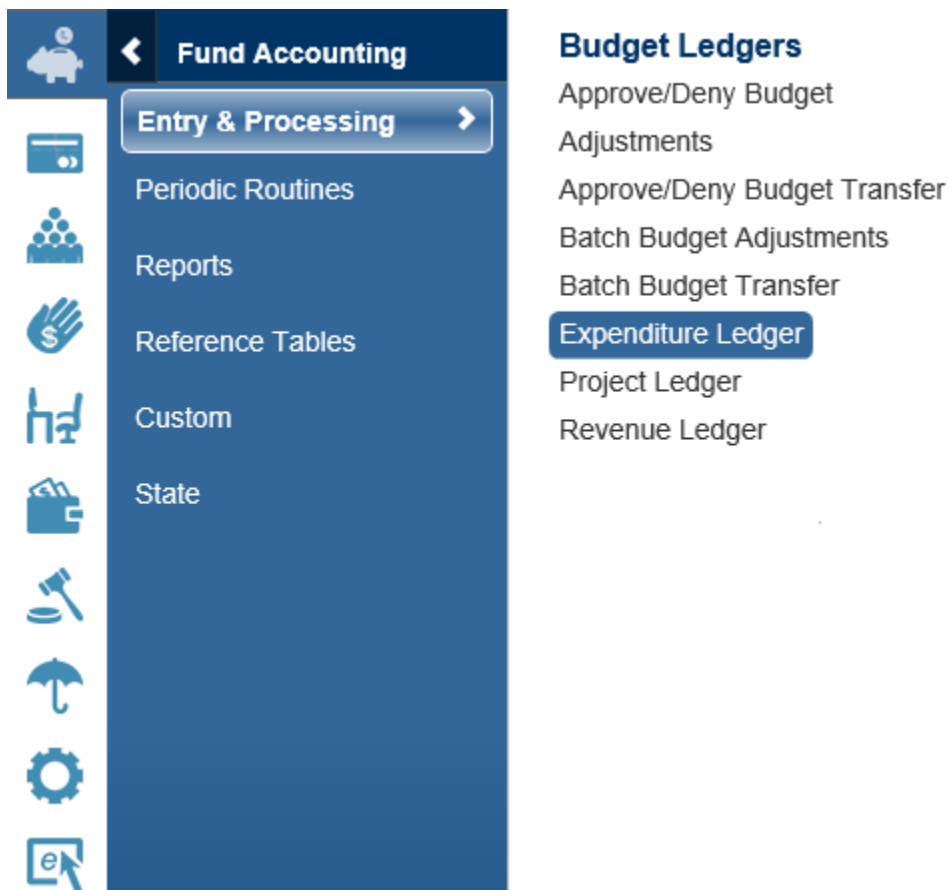 Fund Accounting
Entry & Processing
Periodic Routines
Reports
Reference Tables
Custom
State
Budget Ledgers
Approve/Deny Budget
Adjustments
Approve/Deny Budget Transfer
Batch Budget Adjustments
Batch Budget Transfer
Expenditure Ledger
Project Ledger
Revenue Ledger
$
e